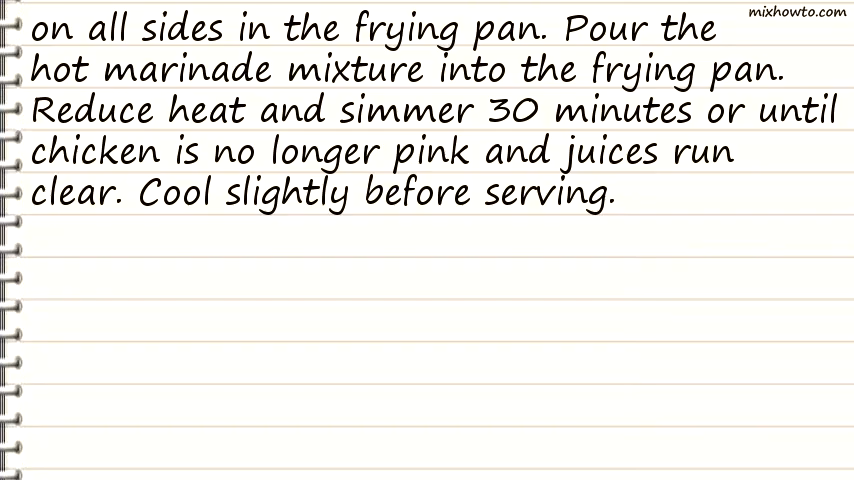 mixhowto.com
on all sides in the frying pan. Pour the
hot marinade mixture into the frying pan.
Reduce heat and simmer 30 minutes or until
chicken is no longer pink and juices run
clear. Cool slightly before serving.